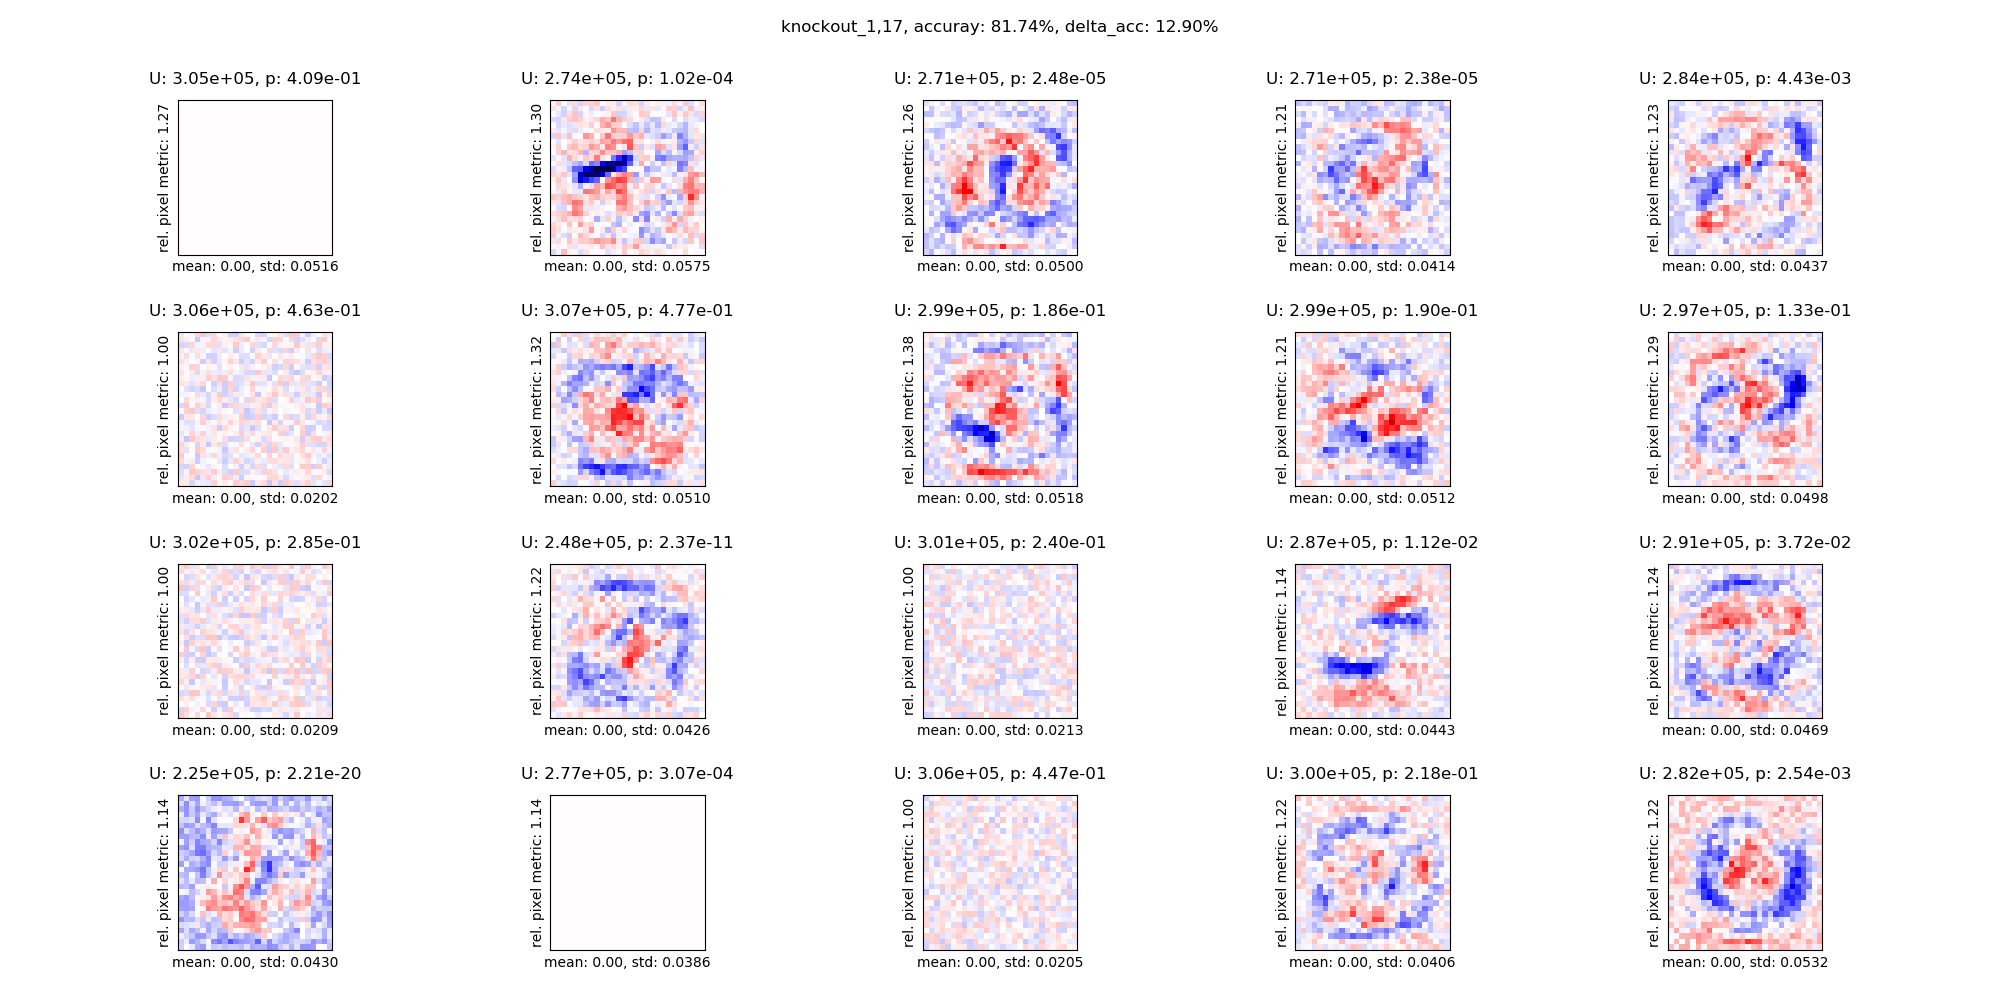 knockout_1,17, accuray: 81.74%, delta_acc: 12.90%
U: 3.05e+05, p: 4.09e-01
rel. pixel metric: 1.27
mean: 0.00, std: 0.0516
U: 2.74e+05, p: 1.02e-04
rel. pixel metric: 1.30
mean: 0.00, std: 0.0575
U: 2.71e+05, p: 2.48e-05
rel. pixel metric: 1.26
mean: 0.00, std: 0.0500
U: 2.71e+05, p: 2.38e-05
rel. pixel metric: 1.21
mean: 0.00, std: 0.0414
U: 2.84e+05, p: 4.43e-03
rel. pixel metric: 1.23
mean: 0.00, std: 0.0437
U: 3.06e+05, p: 4.63e-01
rel. pixel metric: 1.00
mean: 0.00, std: 0.0202
U: 3.07e+05, p: 4.77e-01
rel. pixel metric: 1.32
mean: 0.00, std: 0.0510
U: 2.99e+05, p: 1.86e-01
rel. pixel metric: 1.38
mean: 0.00, std: 0.0518
U: 2.99e+05, p: 1.90e-01
rel. pixel metric: 1.21
mean: 0.00, std: 0.0512
U: 2.97e+05, p: 1.33e-01
rel. pixel metric: 1.29
mean: 0.00, std: 0.0498
U: 3.02e+05, p: 2.85e-01
rel. pixel metric: 1.00
mean: 0.00, std: 0.0209
U: 2.48e+05, p: 2.37e-11
rel. pixel metric: 1.22
mean: 0.00, std: 0.0426
U: 3.01e+05, p: 2.40e-01
rel. pixel metric: 1.00
mean: 0.00, std: 0.0213
U: 2.87e+05, p: 1.12e-02
rel. pixel metric: 1.14
mean: 0.00, std: 0.0443
U: 2.91e+05, p: 3.72e-02
rel. pixel metric: 1.24
mean: 0.00, std: 0.0469
U: 2.25e+05, p: 2.21e-20
rel. pixel metric: 1.14
mean: 0.00, std: 0.0430
U: 2.77e+05, p: 3.07e-04
rel. pixel metric: 1.14
mean: 0.00, std: 0.0386
U: 3.06e+05, p: 4.47e-01
rel. pixel metric: 1.00
mean: 0.00, std: 0.0205
U: 3.00e+05, p: 2.18e-01
rel. pixel metric: 1.22
mean: 0.00, std: 0.0406
U: 2.82e+05, p: 2.54e-03
rel. pixel metric: 1.22
mean: 0.00, std: 0.0532